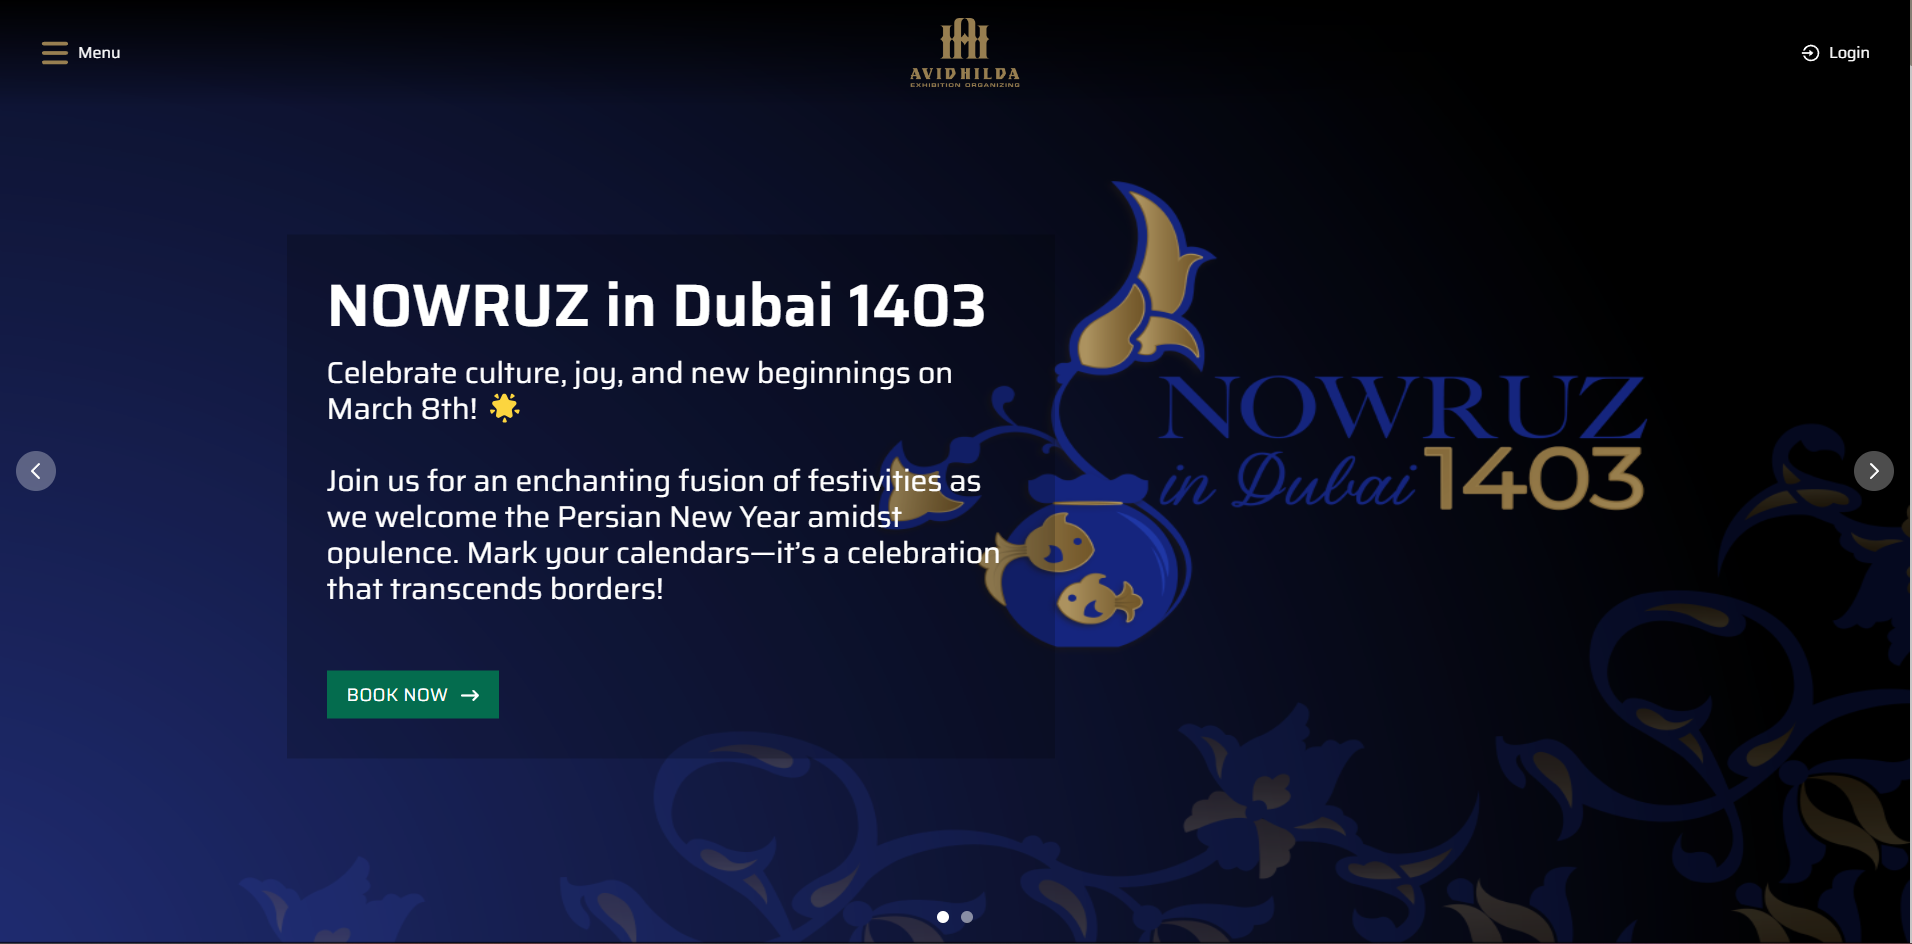 Menu
AVIDHILDA
EXHIBITION ORGANIZING
Login
NOWRUZ in Dubai 1403
Celebrate culture, joy, and new beginnings on
March 8th! 🌟
Join us for an enchanting fusion of festivities as
we welcome the Persian New Year amidst
opulence. Mark your calendars—it’s a celebration
that transcends borders!
BOOK NOW →
NOWRUZ
in Dubai 1403